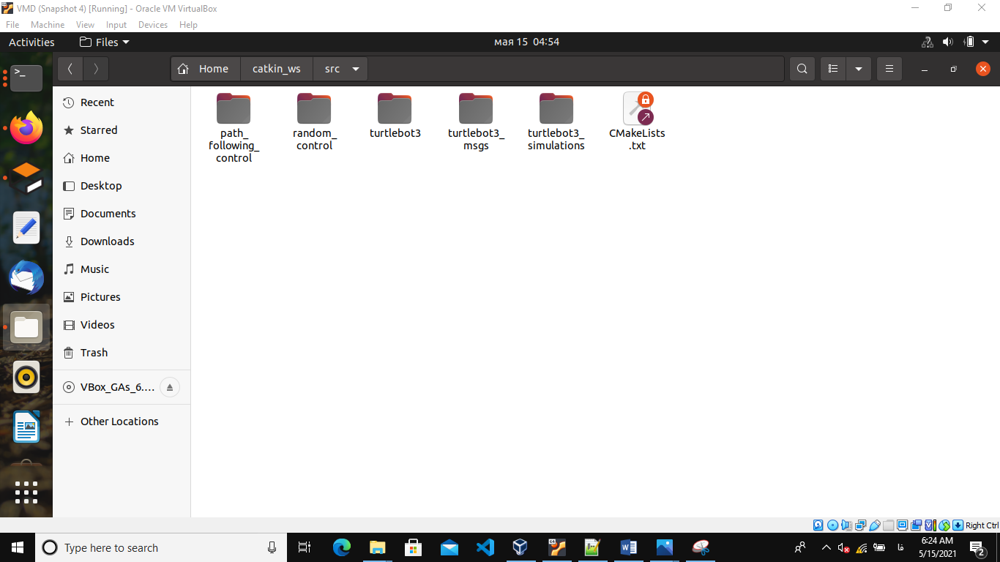 VMD (Snapshot 4) [Running] - Oracle VM VirtualBox
File Machine View Input Devices Help
Activities Files мая 15 04:54
Home catkin_ws src
Recent
Starred
Home
Desktop
Documents
Downloads
Music
Pictures
Videos
Trash
VBox_GAs_6....
Other Locations
path_
following_
control
random_
control
turtlebot3
turtlebot3_
msgs
turtlebot3_
simulations
CMakeLists
.txt
Right Ctrl
Type here to search
فا
6:24 AM
5/15/2021
2